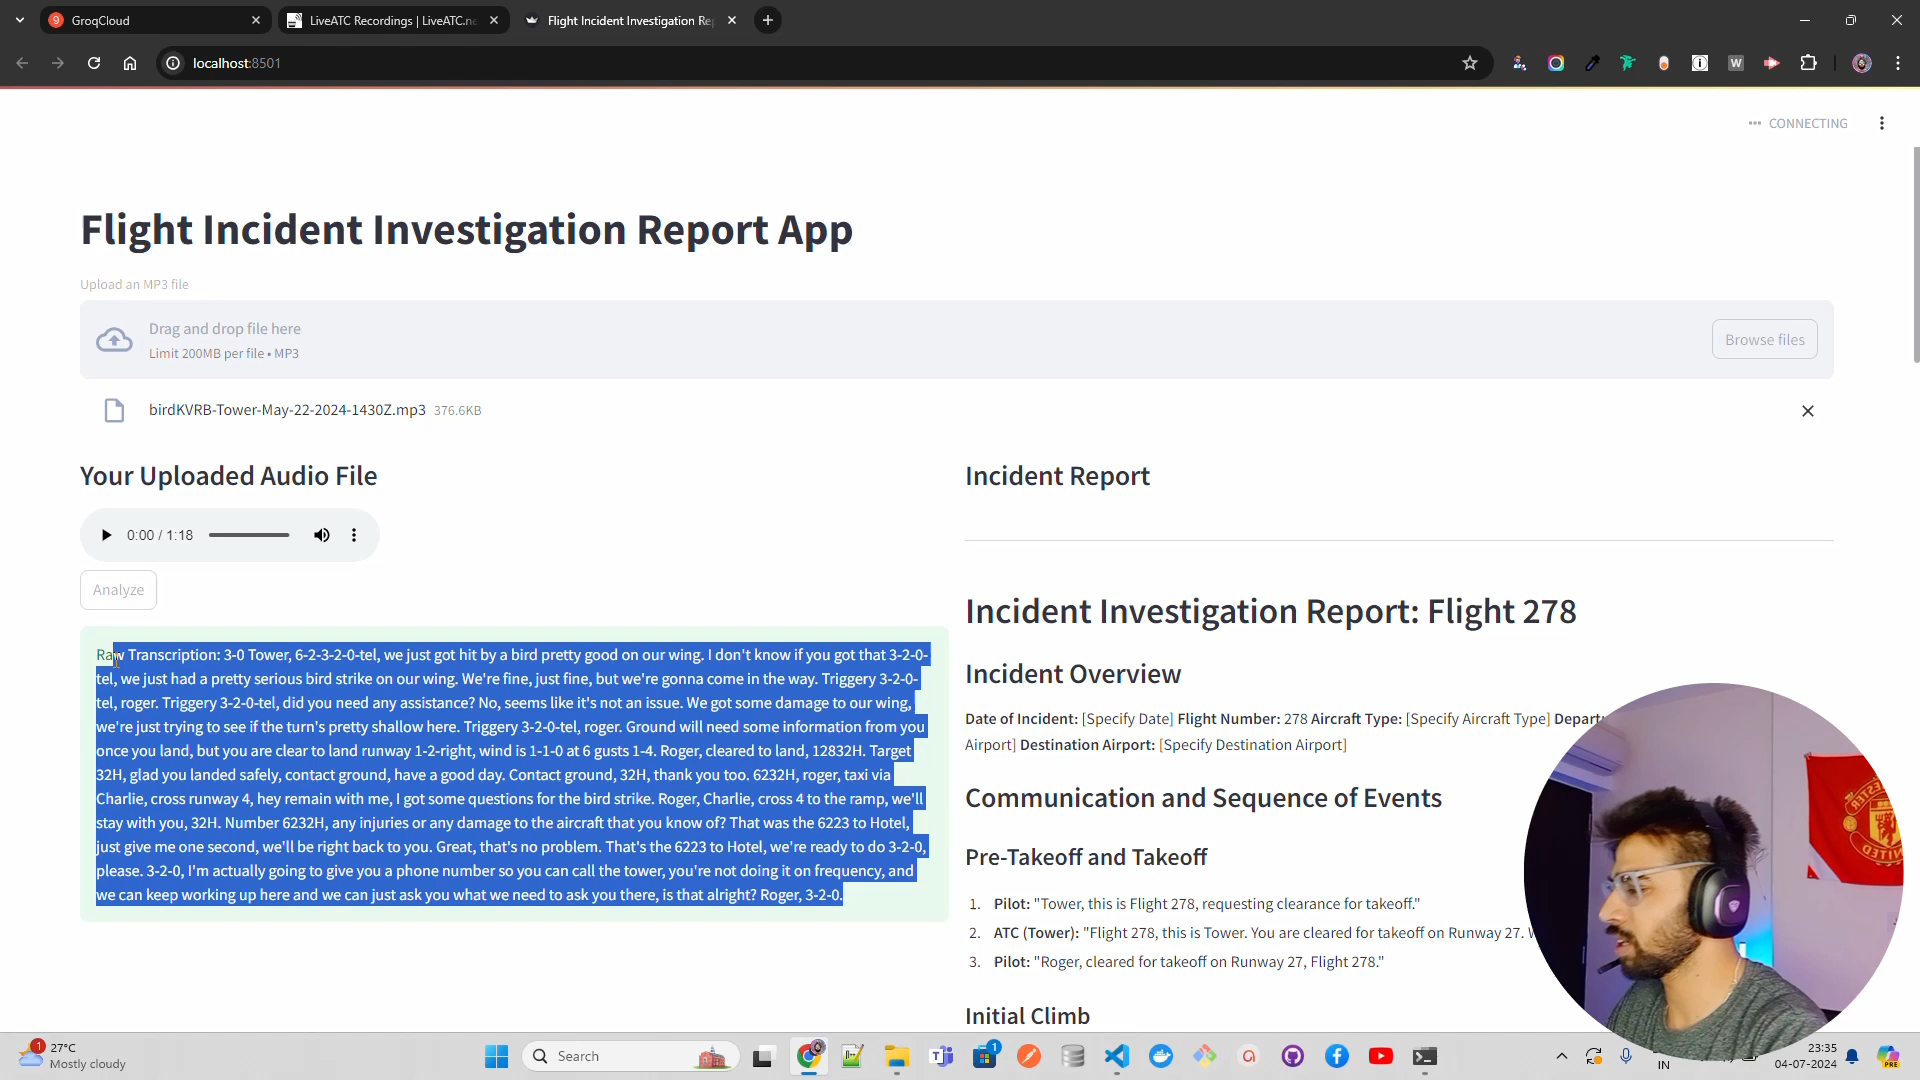 GroqCloud
LiveATC Recordings | LiveATC.ne
Flight Incident Investigation Rep
localhost:8501
CONNECTING
Flight Incident Investigation Report App
Upload an MP3 file
Drag and drop file here
Limit 200MB per file • MP3
Browse files
birdKVRB-Tower-May-22-2024-1430Z.mp3 376.6KB
Your Uploaded Audio File
0:00 / 1:18
Analyze
Raw Transcription: 3-0 Tower, 6-2-3-2-0-tel, we just got hit by a bird pretty good on our wing. I don't know if you got that 3-2-0-
tel, we just had a pretty serious bird strike on our wing. We're fine, just fine, but we're gonna come in the way. Triggery 3-2-0-
tel, roger. Triggery 3-2-0-tel, did you need any assistance? No, seems like it's not an issue. We got some damage to our wing,
we're just trying to see if the turn's pretty shallow here. Triggery 3-2-0-tel, roger. Ground will need some information from you
once you land, but you are clear to land runway 1-2-right, wind is 1-1-0 at 6 gusts 1-4. Roger, cleared to land, 12832H. Target
32H, glad you landed safely, contact ground, have a good day. Contact ground, 32H, thank you too. 6232H, roger, taxi via
Charlie, cross runway 4, hey remain with me, I got some questions for the bird strike. Roger, Charlie, cross 4 to the ramp, we'll
stay with you, 32H. Number 6232H, any injuries or any damage to the aircraft that you know of? That was the 6223 to Hotel,
just give me one second, we'll be right back to you. Great, that's no problem. That's the 6223 to Hotel, we're ready to do 3-2-0,
please. 3-2-0, I'm actually going to give you a phone number so you can call the tower, you're not doing it on frequency, and
we can keep working up here and we can just ask you what we need to ask you there, is that alright? Roger, 3-2-0.
Incident Report
Incident Investigation Report: Flight 278
Incident Overview
Date of Incident: [Specify Date] Flight Number: 278 Aircraft Type: [Specify Aircraft Type] Depart
Airport] Destination Airport: [Specify Destination Airport]
Communication and Sequence of Events
Pre-Takeoff and Takeoff
1. Pilot: "Tower, this is Flight 278, requesting clearance for takeoff."
2. ATC (Tower): "Flight 278, this is Tower. You are cleared for takeoff on Runway 27.
3. Pilot: "Roger, cleared for takeoff on Runway 27, Flight 278."
Initial Climb
27°C
Mostly cloudy
Search
IN
23:35
04-07-2024